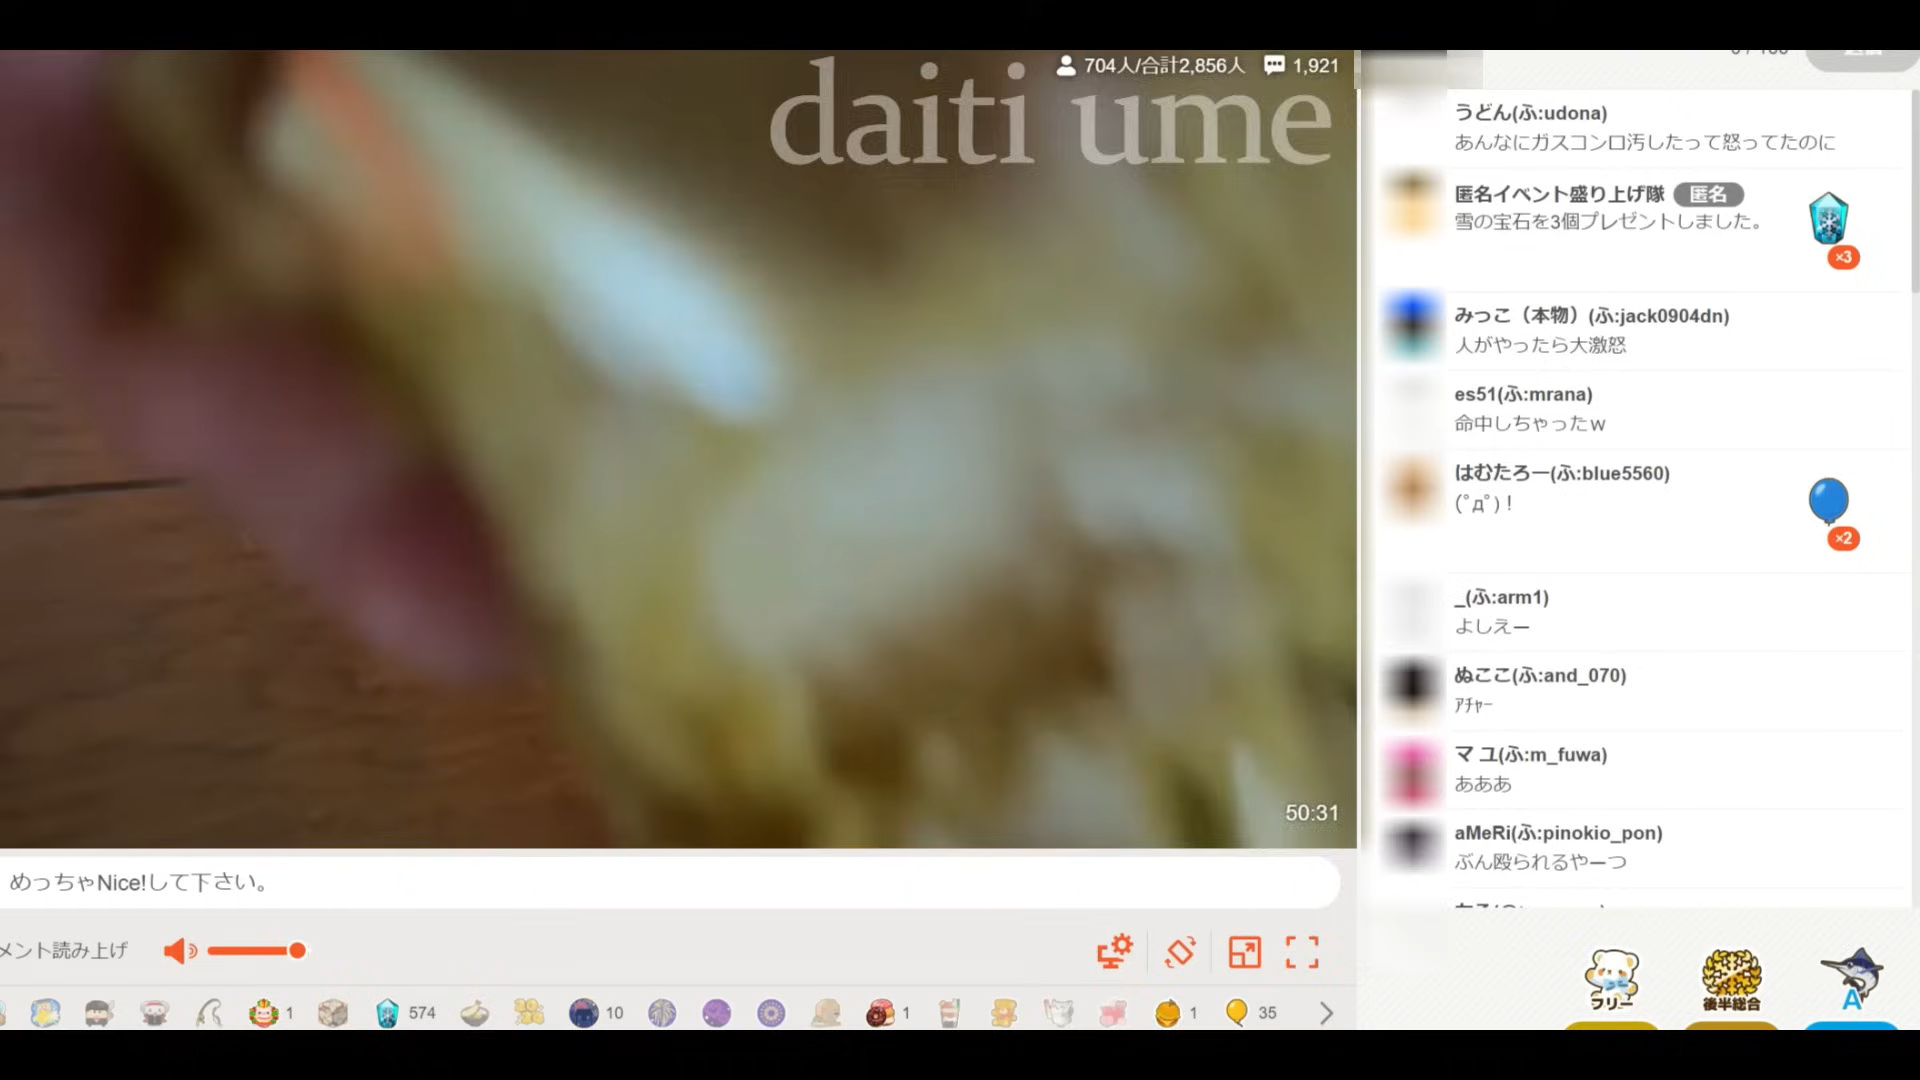 704人/合計2,856人 1,921
daiti ume
50:31
めっちゃNice!して下さい。
メント読み上げ
1
574
10
1
1
35
うどん(ふ:udona)
あんなにガスコンロ汚したって怒ってたのに
匿名イベント盛り上げ隊 匿名
雪の宝石を3個プレゼントしました。
×3
みっこ（本物）(ふ:jack0904dn)
人がやったら大激怒
es51(ふ:mrana)
命中しちゃったw
はむたろー(ふ:blue5560)
(ﾟдﾟ)！
×2
_(ふ:arm1)
よしえー
ぬここ(ふ:and_070)
ｱﾁｬｰ
マ ユ(ふ:m_fuwa)
あああ
aMeRi(ふ:pinokio_pon)
ぶん殴られるやーつ
フリー
後半総合
A